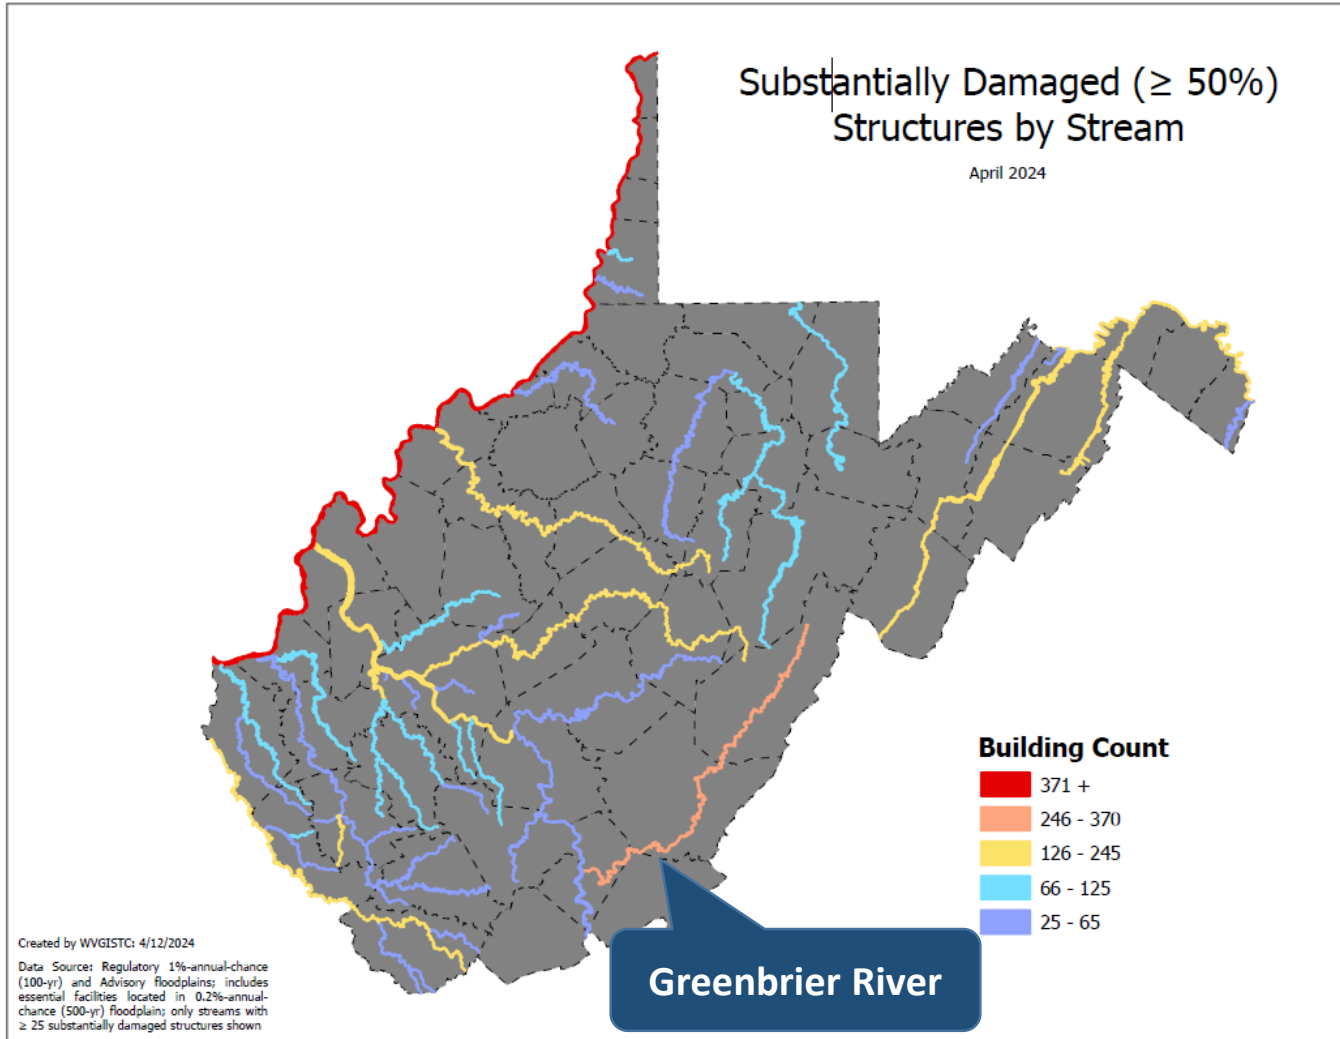 Substantially Damaged (≥ 50%)
Structures by Stream
April 2024
Building Count
371 +
246 - 370
126 - 245
66 - 125
25 - 65
Greenbrier River
Created by WVGISTC: 4/12/2024
Data Source: Regulatory 1%-annual-chance
(100-yr) and Advisory floodplains; includes
essential facilities located in 0.2%-annual-
chance (500-yr) floodplain; only streams with
≥ 25 substantially damaged structures shown